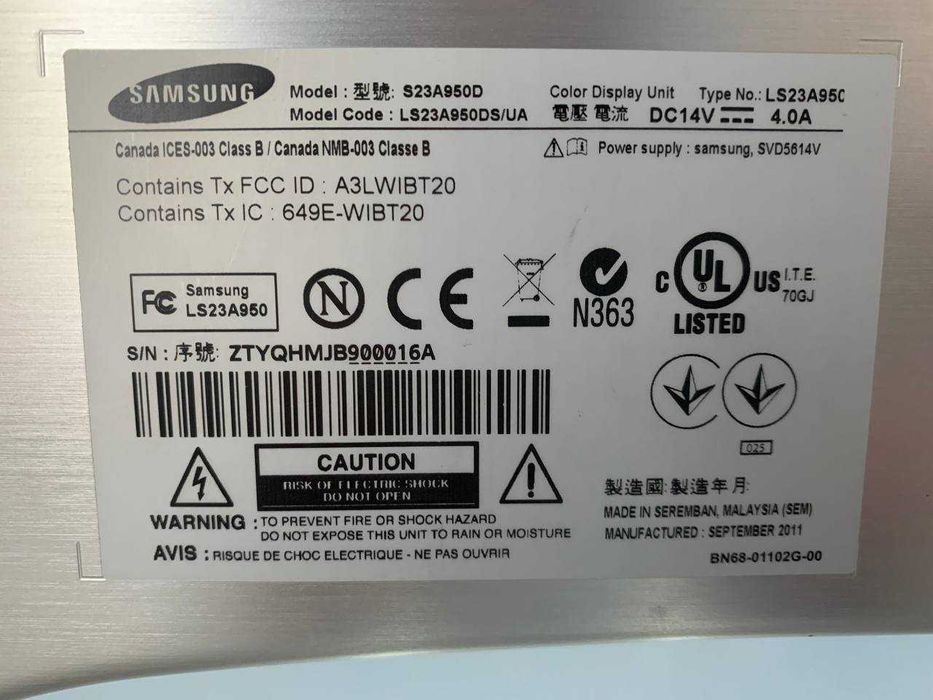 SAMSUNG
Model : 型號: S23A950D
Model Code : LS23A950DS/UA
Color Display Unit Type No.: LS23A950
電壓 電流 DC14V 4.0A
Canada ICES-003 Class B / Canada NMB-003 Classe B
Power supply : samsung, SVD5614V
Contains Tx FCC ID : A3LWIBT20
Contains Tx IC : 649E-WIBT20
FC Samsung
LS23A950
N
CE
N363
C UL US I.T.E.
70GJ
LISTED
S/N : 序號: ZTYQHMJB900016A
025
CAUTION
RISK OF ELECTRIC SHOCK
DO NOT OPEN
WARNING : TO PREVENT FIRE OR SHOCK HAZARD
DO NOT EXPOSE THIS UNIT TO RAIN OR MOISTURE
AVIS : RISQUE DE CHOC ELECTRIQUE - NE PAS OUVRIR
製造國: 製造年月:
MADE IN SEREMBAN, MALAYSIA (SEM)
MANUFACTURED : SEPTEMBER 2011
BN68-01102G-00